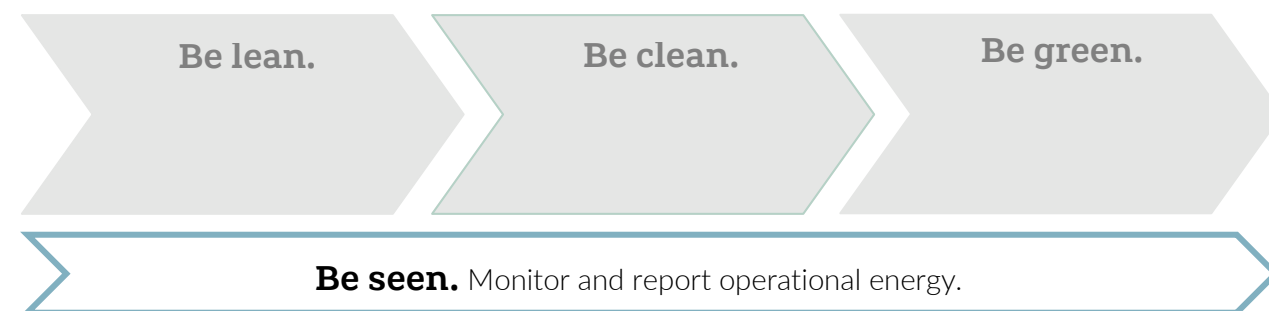 Be lean.
Be clean.
Be green.
Be seen. Monitor and report operational energy.